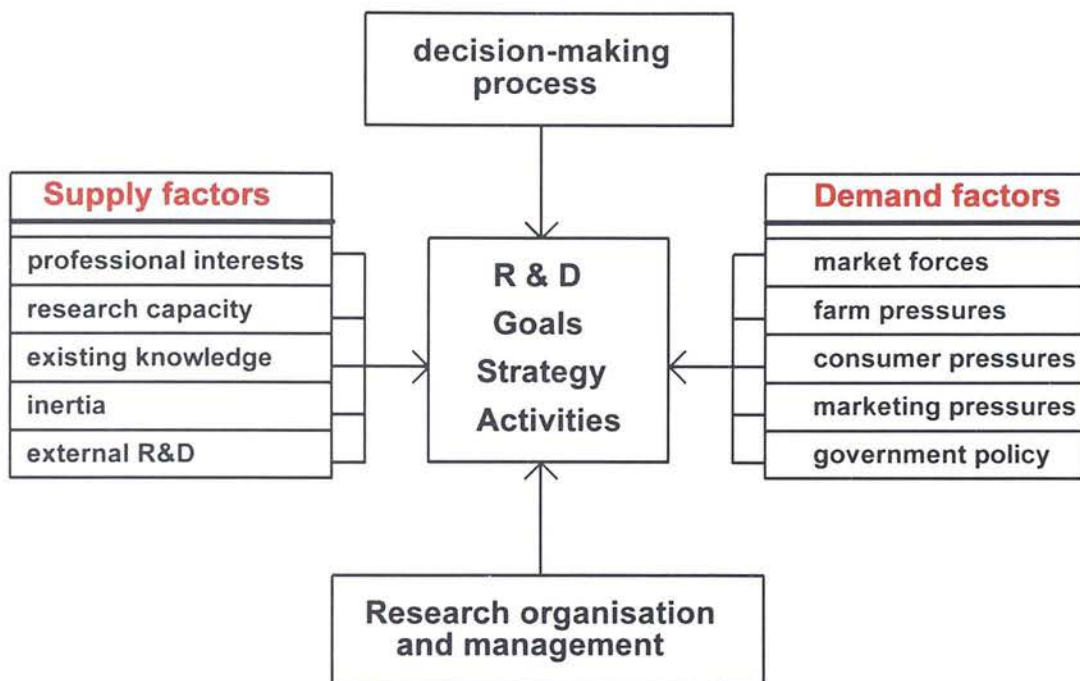 decision-making
process
Supply factors
professional interests
research capacity
existing knowledge
inertia
external R&D
R & D
Goals
Strategy
Activities
Demand factors
market forces
farm pressures
consumer pressures
marketing pressures
government policy
Research organisation
and management